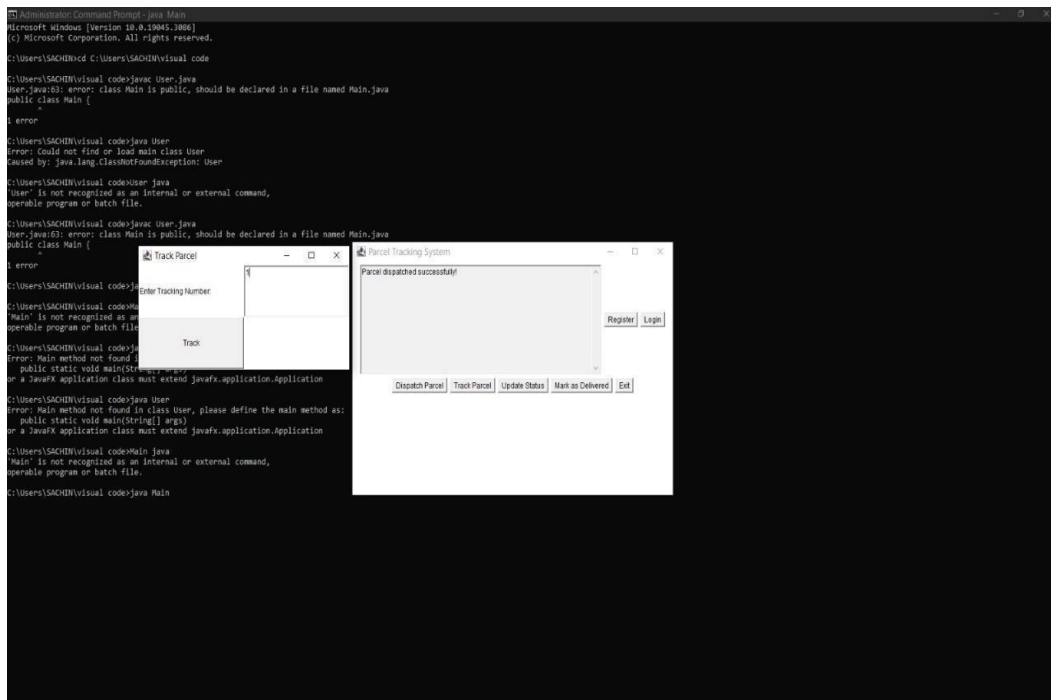 Administrator: Command Prompt - java Main
Microsoft Windows [Version 10.0.19045.3086]
(c) Microsoft Corporation. All rights reserved.
C:\Users\SACHIN>cd C:\Users\SACHIN\visual code
C:\Users\SACHIN\visual code>javac User.java
User.java:63: error: class Main is public, should be declared in a file named Main.java
public class Main {
^
1 error
C:\Users\SACHIN\visual code>java User
Error: Could not find or load main class User
Caused by: java.lang.ClassNotFoundException: User
C:\Users\SACHIN\visual code>User java
'User' is not recognized as an internal or external command,
operable program or batch file.
C:\Users\SACHIN\visual code>javac User.java
User.java:63: error: class Main is public, should be declared in a file named Main.java
public class Main {
^
1 error
C:\Users\SACHIN\visual code>ja
C:\Users\SACHIN\visual code>Ma
'Main' is not recognized as an
operable program or batch file
C:\Users\SACHIN\visual code>ja
Error: Main method not found i
public static void main(String[] args)
or a JavaFX application class must extend javafx.application.Application
C:\Users\SACHIN\visual code>java User
Error: Main method not found in class User, please define the main method as:
public static void main(String[] args)
or a JavaFX application class must extend javafx.application.Application
C:\Users\SACHIN\visual code>Main java
'Main' is not recognized as an internal or external command,
operable program or batch file.
C:\Users\SACHIN\visual code>java Main
Track Parcel
Enter Tracking Number:
1
Track
Parcel Tracking System
Parcel dispatched successfully!
Register Login
Dispatch Parcel Track Parcel Update Status Mark as Delivered Exit